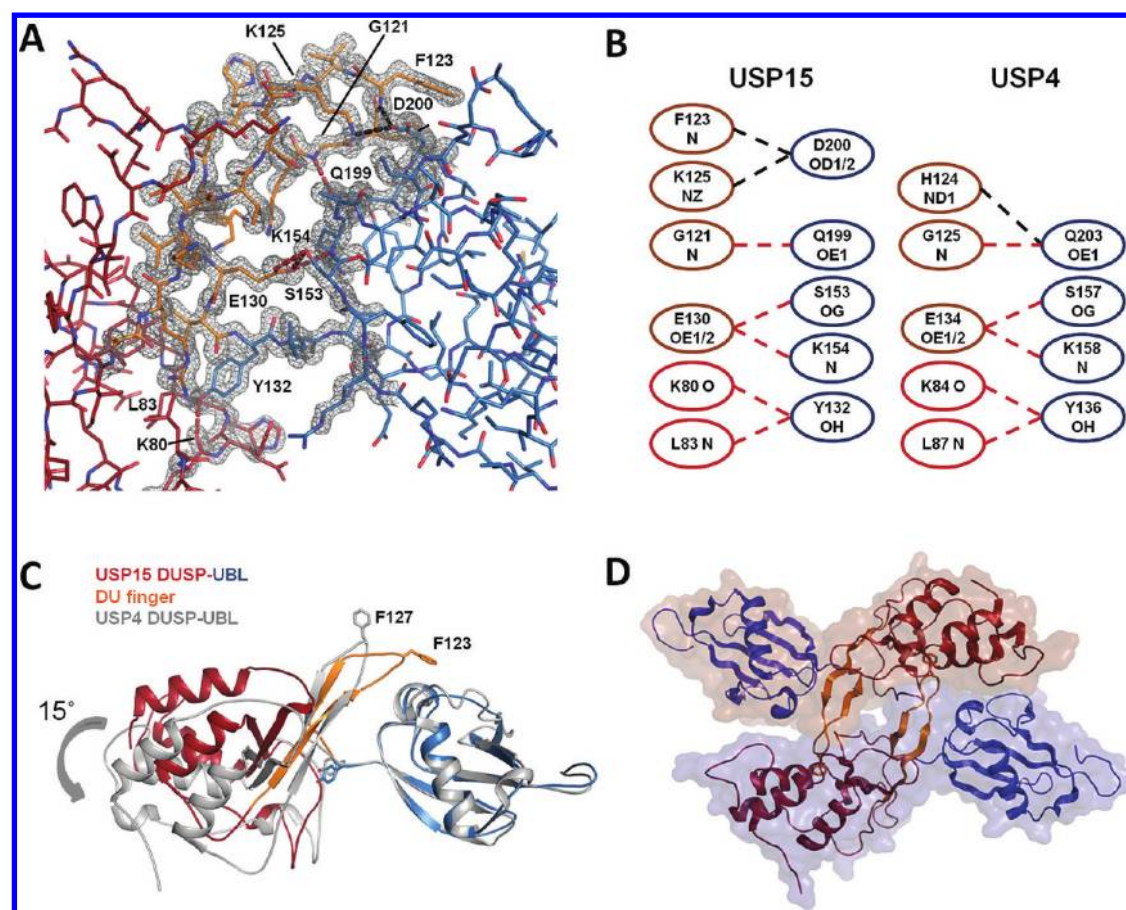 A
K125
G121
F123
D200
Q199
K154
E130
S153
Y132
L83
K80
B
USP15
USP4
F123
N
K125
NZ
D200
OD1/2
H124
ND1
G121
N
Q199
OE1
G125
N
Q203
OE1
S153
OG
S157
OG
E130
OE1/2
E134
OE1/2
K154
N
K158
N
K80 O
K84 O
Y132
OH
Y136
OH
L83 N
L87 N
C
USP15 DUSP-UBL
DU finger
USP4 DUSP-UBL
F127
F123
15°
D